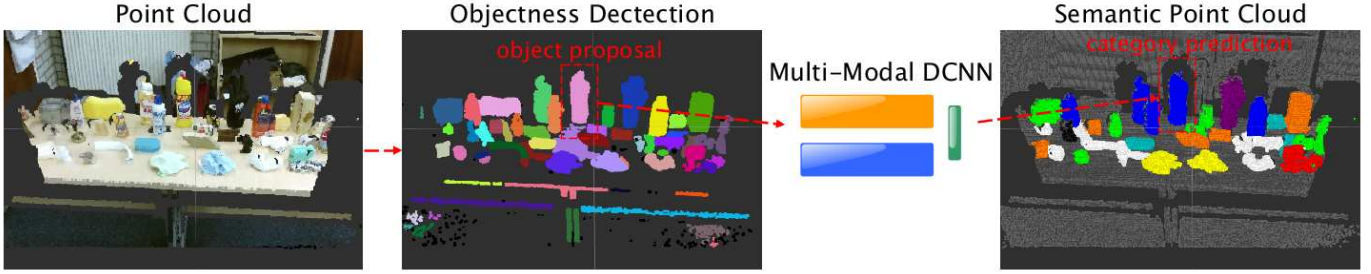 Point Cloud
Objectness Dectection
object proposal
Multi-Modal DCNN
Semantic Point Cloud
category prediction